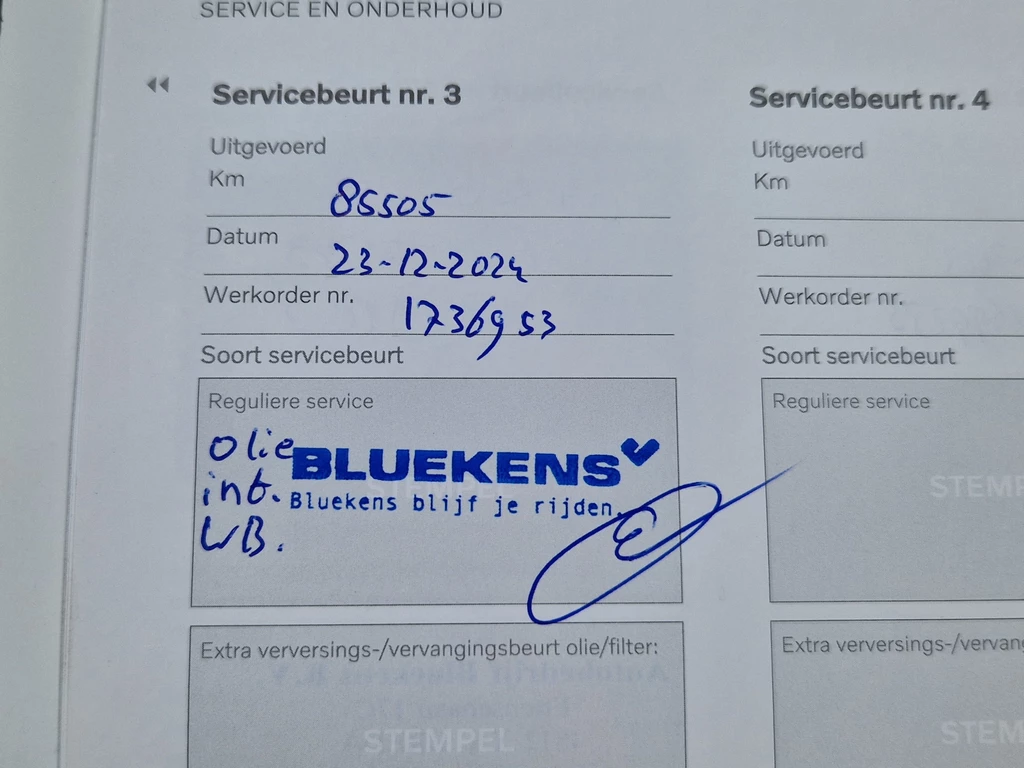 SERVICE EN ONDERHOUD
Servicebeurt nr. 3
Uitgevoerd
Km
85505
Datum
23-12-2024
Werkorder nr.
1736953
Soort servicebeurt
Reguliere service
Olie
int.
WB.
BLUEKENS
Bluekens blijf je rijden.
STEMPEL
Extra verversings-/vervangingsbeurt olie/filter:
STEMPEL
Servicebeurt nr. 4
Uitgevoerd
Km
Datum
Werkorder nr.
Soort servicebeurt
Reguliere service
STEMP
Extra verversings-/vervan
STEM